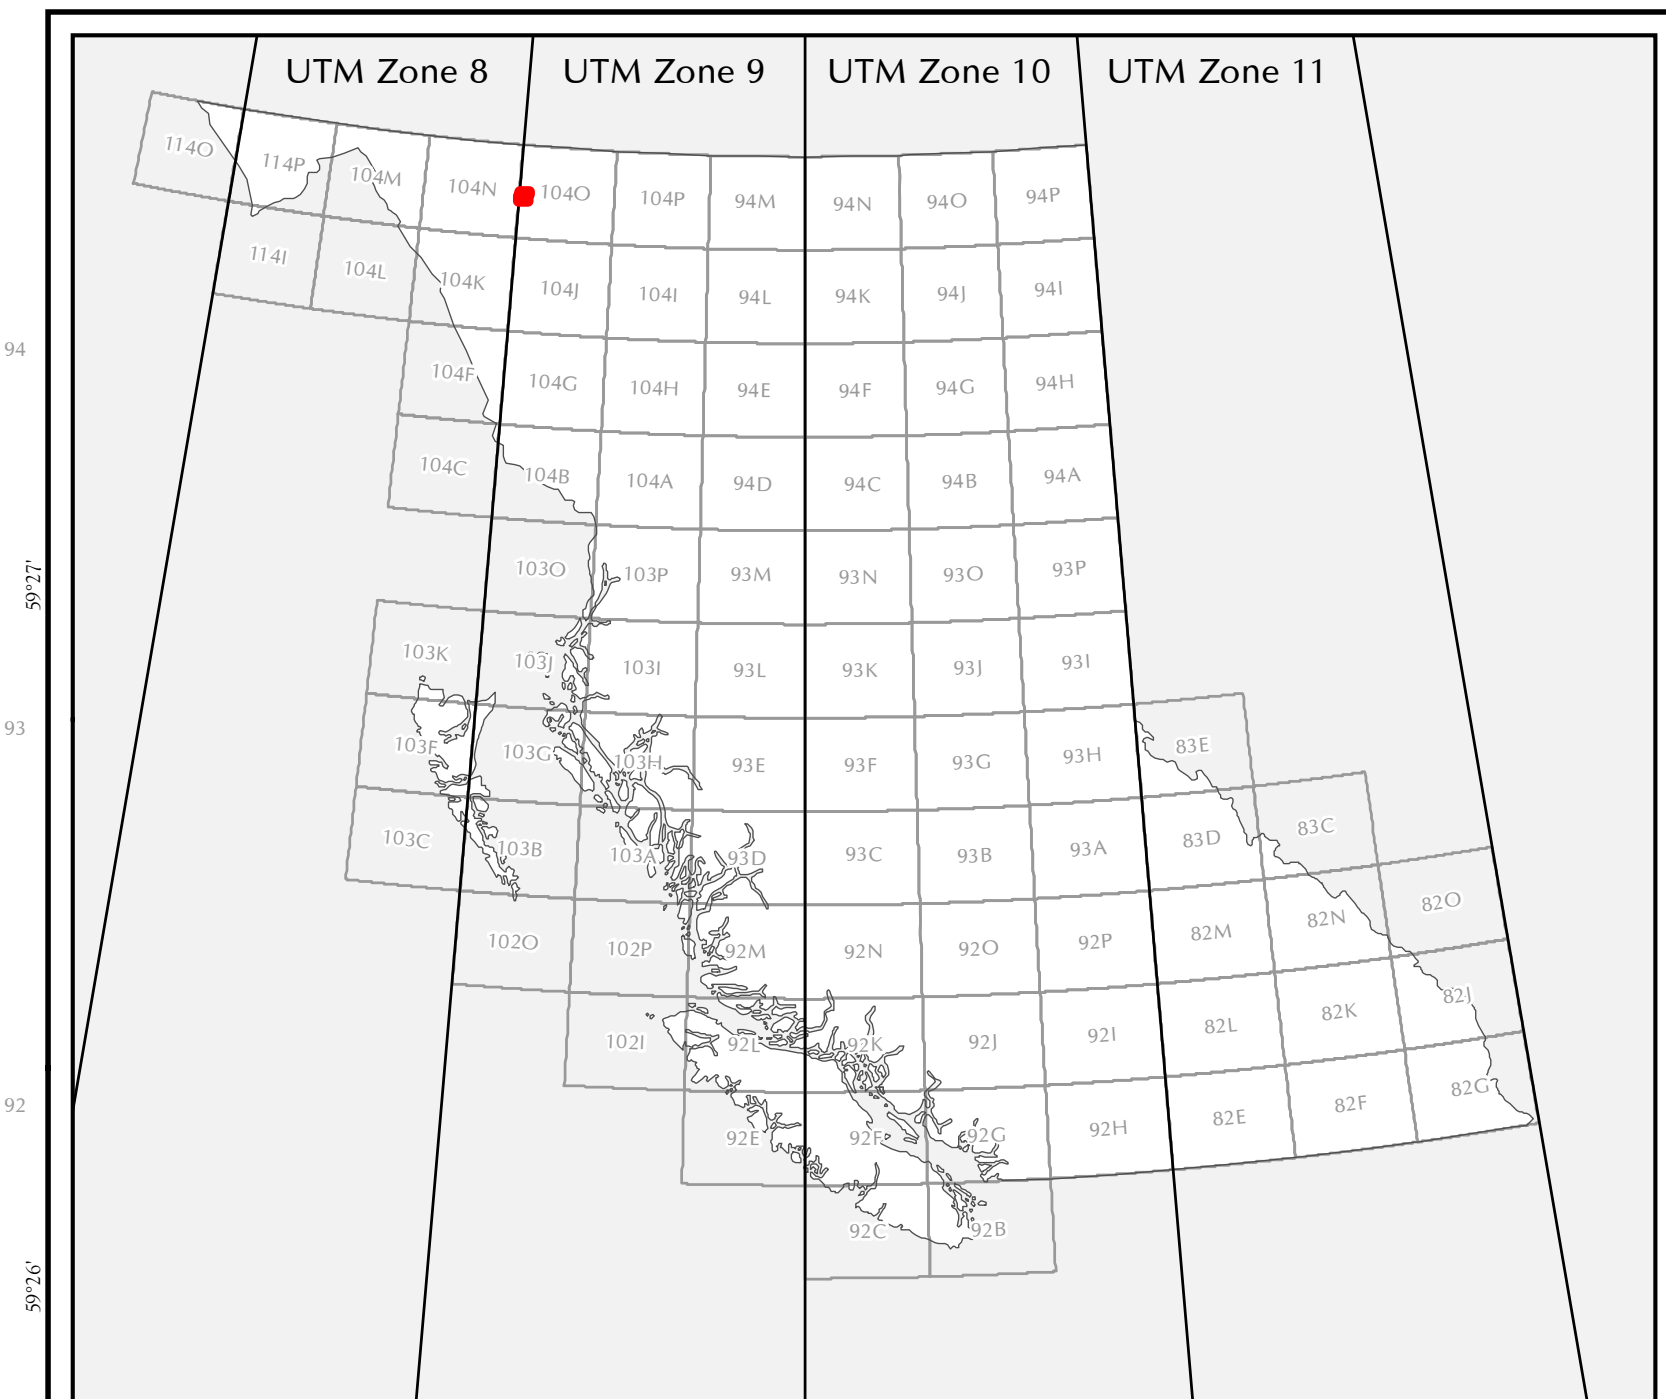 UTM Zone 8 UTM Zone 9 UTM Zone 10 UTM Zone 11
114O 114P 104M 104N 104O 104P 94M 94N 94O 94P
114I 104L 104K 104J 104I 94L 94K 94J 94I
94
104F 104G 104H 94E 94F 94G 94H
104C 104B 104A 94D 94C 94B 94A
59°27'
103O 103P 93M 93N 93O 93P
103K 103J 103I 93L 93K 93J 93I
93
103F 103G 103H 93E 93F 93G 93H 83E
103C 103B 103A 93D 93C 93B 93A 83D 83C
102O 102P 92M 92N 92O 92P 82M 82N 82O
102I 92L 92K 92J 92I 82L 82K 82J
92
92E 92F 92G 92H 82E 82F 82G
92C 92B
59°26'